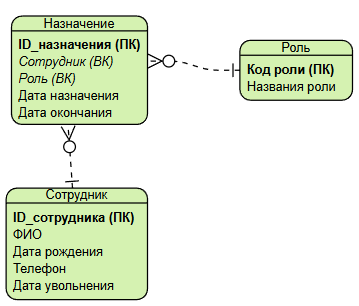 Назначение
ID_назначения (ПК)
Сотрудник (ВК)
Роль (ВК)
Дата назначения
Дата окончания
Роль
Код роли (ПК)
Названия роли
Сотрудник
ID_сотрудника (ПК)
ФИО
Дата рождения
Телефон
Дата увольнения